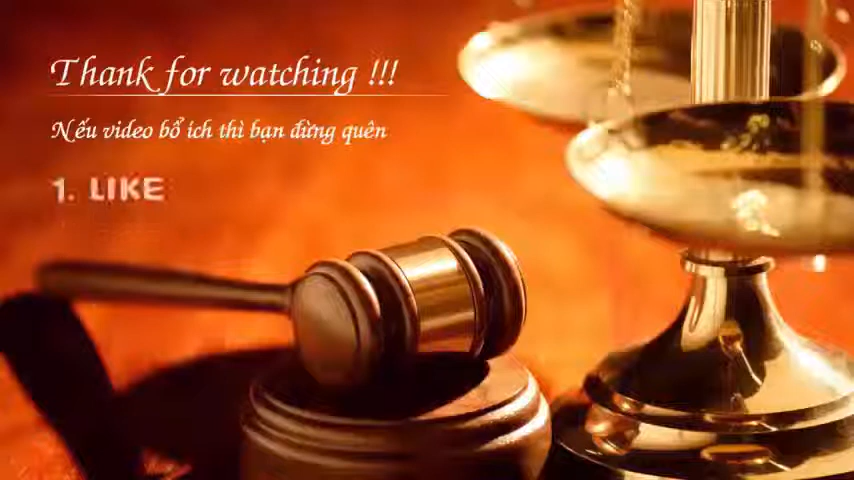 Thank for watching !!!
Nếu video bổ ích thì bạn đừng quên
1. LIKE